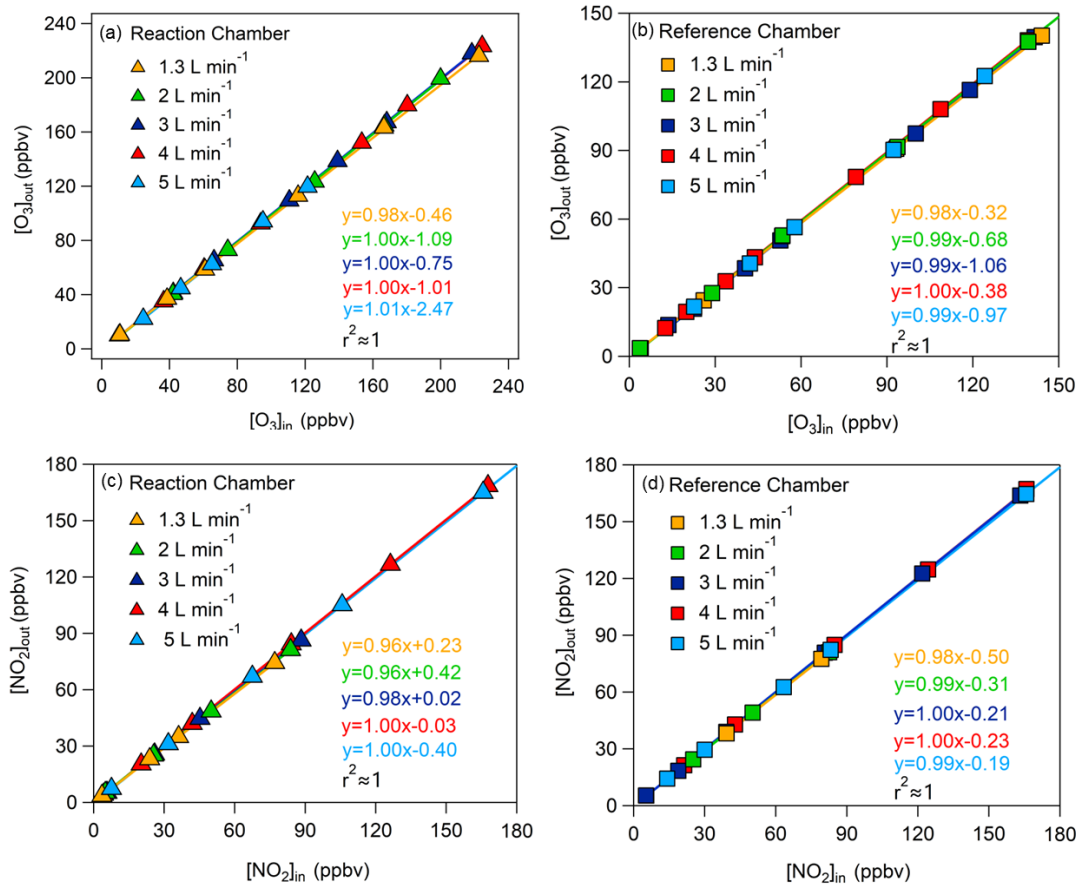 (a) Reaction Chamber
1.3 L min⁻¹
2 L min⁻¹
3 L min⁻¹
4 L min⁻¹
5 L min⁻¹
y=0.98x-0.46
y=1.00x-1.09
y=1.00x-0.75
y=1.00x-1.01
y=1.01x-2.47
r²≈1
[O₃]out (ppbv)
240
200
160
120
80
40
0
0 40 80 120 160 200 240
[O₃]in (ppbv)
(b) Reference Chamber
1.3 L min⁻¹
2 L min⁻¹
3 L min⁻¹
4 L min⁻¹
5 L min⁻¹
y=0.98x-0.32
y=0.99x-0.68
y=0.99x-1.06
y=1.00x-0.38
y=0.99x-0.97
r²≈1
[O₃]out (ppbv)
150
120
90
60
30
0
0 30 60 90 120 150
[O₃]in (ppbv)
(c) Reaction Chamber
1.3 L min⁻¹
2 L min⁻¹
3 L min⁻¹
4 L min⁻¹
5 L min⁻¹
y=0.96x+0.23
y=0.96x+0.42
y=0.98x+0.02
y=1.00x-0.03
y=1.00x-0.40
r²≈1
[NO₂]out (ppbv)
180
150
120
90
60
30
0
0 30 60 90 120 150 180
[NO₂]in (ppbv)
(d) Reference Chamber
1.3 L min⁻¹
2 L min⁻¹
3 L min⁻¹
4 L min⁻¹
5 L min⁻¹
y=0.98x-0.50
y=0.99x-0.31
y=1.00x-0.21
y=1.00x-0.23
y=0.99x-0.19
r²≈1
[NO₂]out (ppbv)
180
150
120
90
60
30
0
0 30 60 90 120 150 180
[NO₂]in (ppbv)